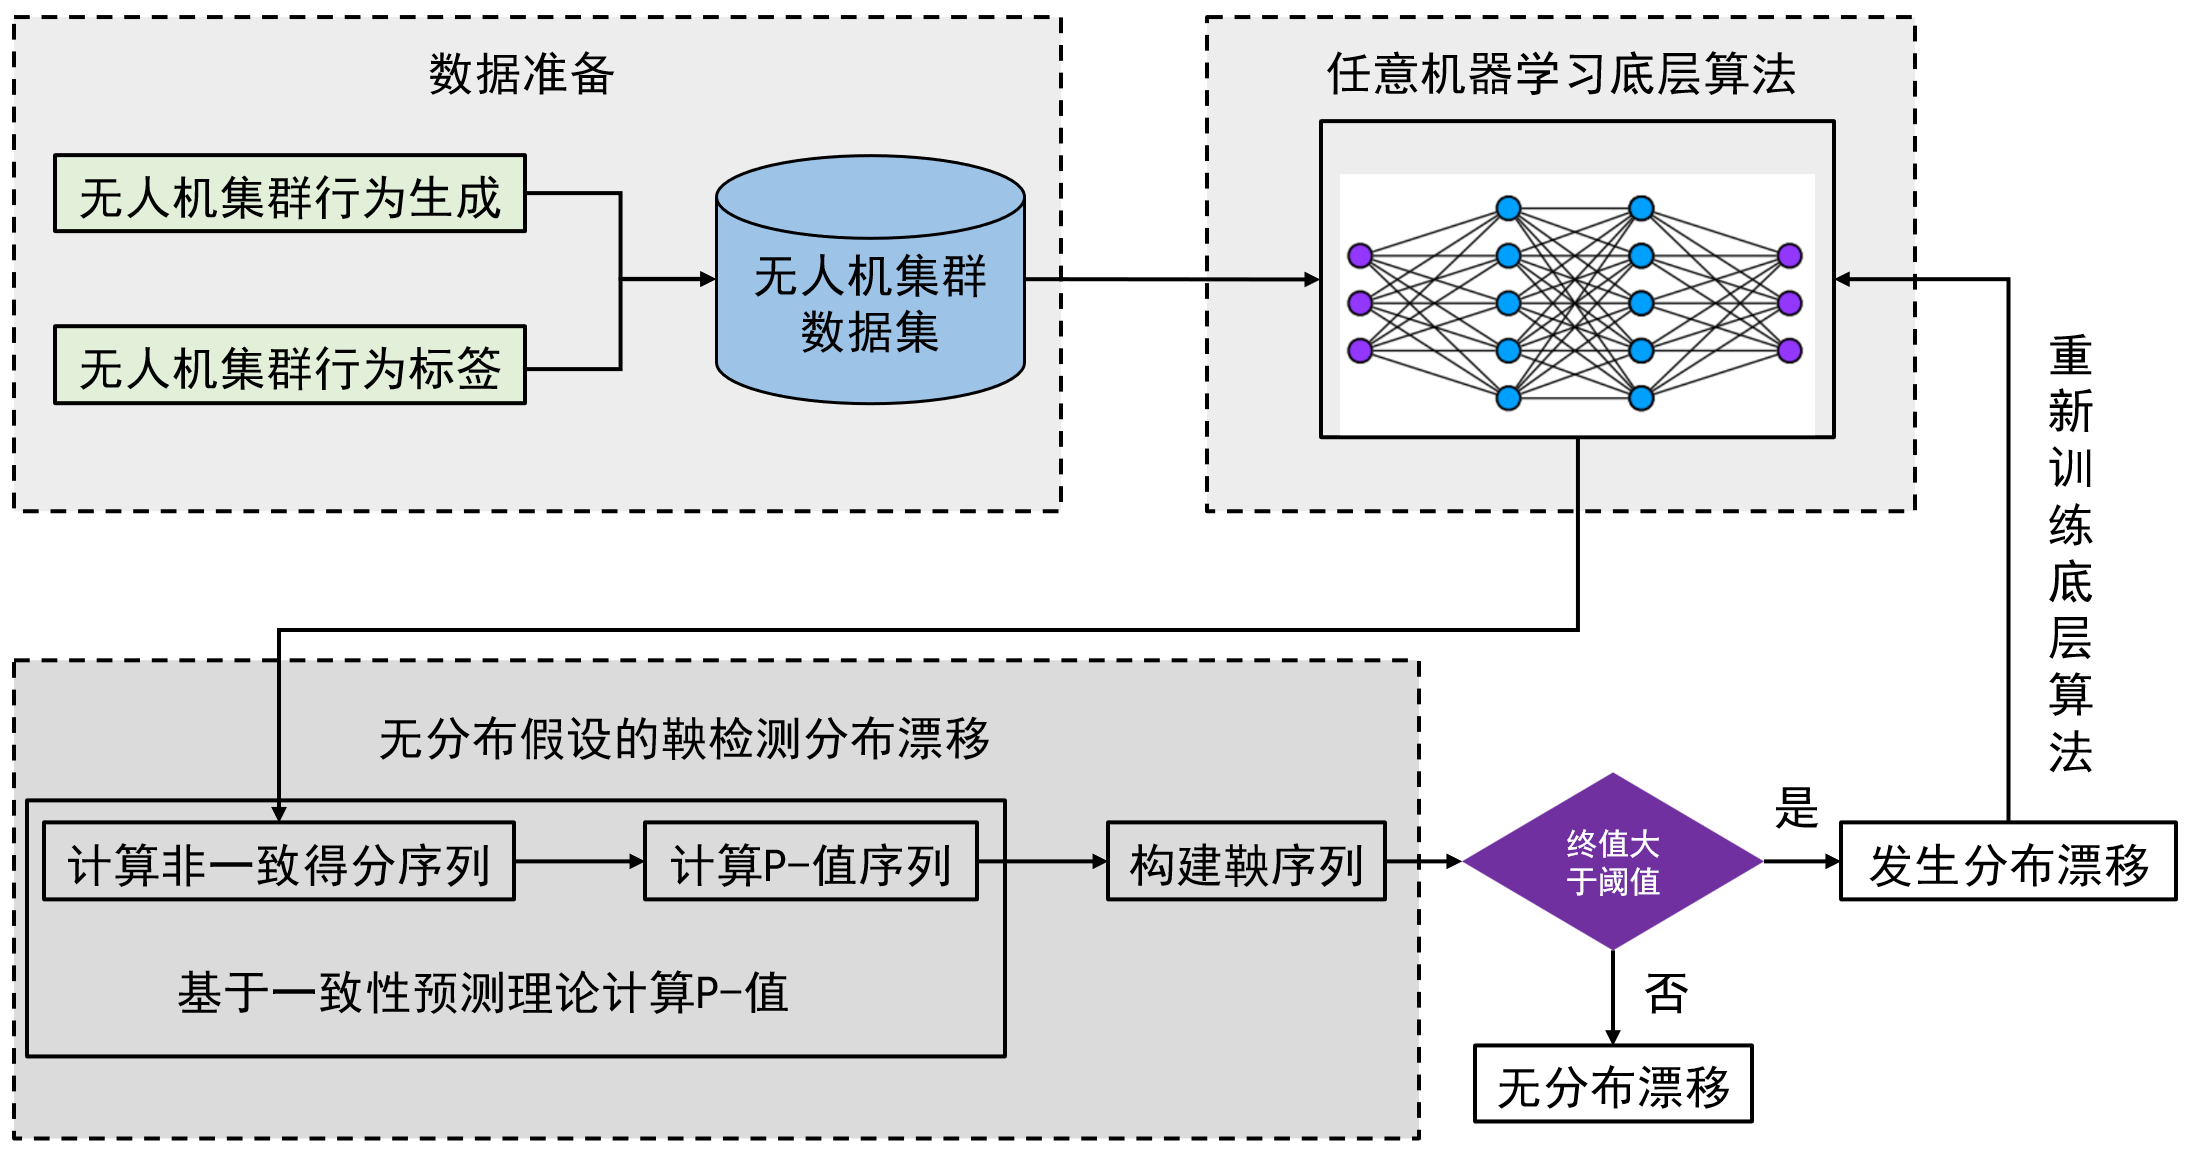 数据准备
无人机集群行为生成
无人机集群行为标签
无人机集群
数据集
任意机器学习底层算法
重新训练底层算法
无分布假设的鞅检测分布漂移
计算非一致得分序列
计算P-值序列
构建鞅序列
基于一致性预测理论计算P-值
终值大
于阈值
是
发生分布漂移
否
无分布漂移